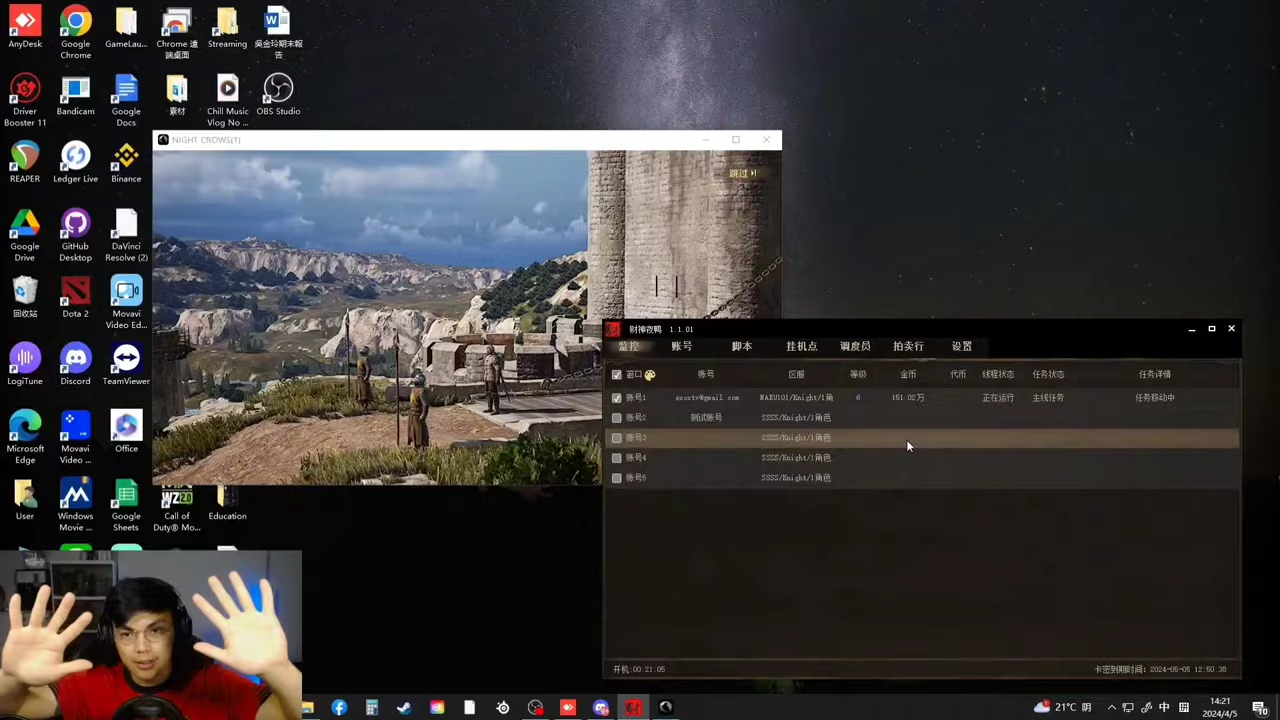 AnyDesk
Google
Chrome
GameLau...
Chrome 遠
端桌面
Streaming
吳金玲期末報
告
Driver
Booster 11
Bandicam
Google
Docs
素材
Chill Music
Vlog No ...
OBS Studio
REAPER
Ledger Live
Binance
Google
Drive
GitHub
Desktop
DaVinci
Resolve (2)
回收站
Dota 2
Movavi
Video Ed...
LogiTune
Discord
TeamViewer
Microsoft
Edge
Movavi
Video ...
Office
User
Windows
Movie ...
Google
Sheets
Call of
Duty® Mo...
Education
NIGHT CROWS(1)
跳过
财神夜鸭 1.1.01
监控 账号 脚本 挂机点 调度员 拍卖行 设置
窗口 账号 区服 等级 金币 代币 线程状态 任务状态 任务详情
账号1 NAEU101/Knight/1角 6 151.02万 正在运行 主线任务 任务移动中
账号2 测试账号 SSSS/Knight/1角色
账号3 SSSS/Knight/1角色
账号4 SSSS/Knight/1角色
账号5 SSSS/Knight/1角色
开机:00:21:05 卡密到期时间: 2024-05-05 12:50:38
21°C 阴 中 14:21
2024/4/5
10